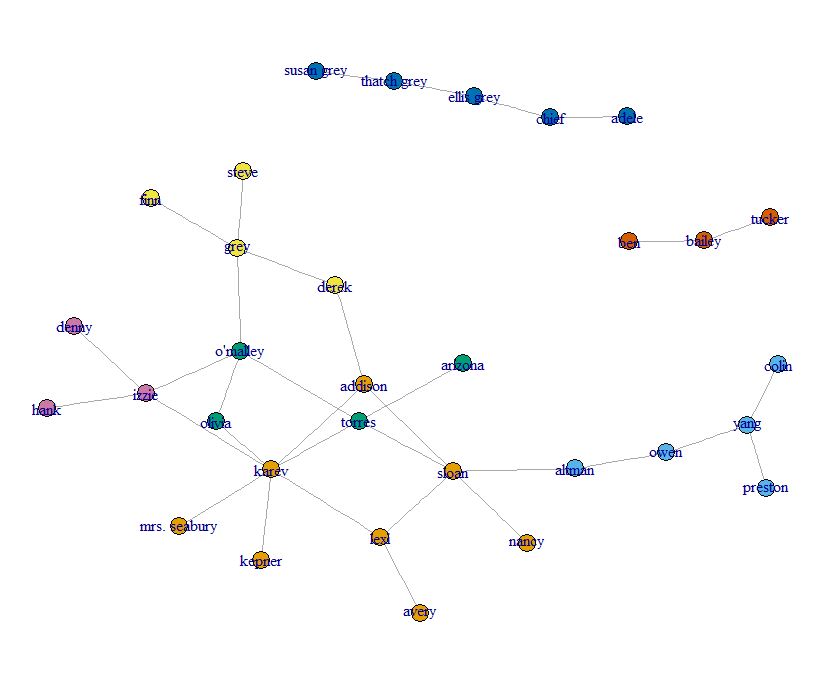 susan grey
thatch grey
ellis grey
chief
adele
steve
finn
tucker
ben
bailey
grey
derek
denny
o'malley
arizona
colin
addison
izzie
hank
olivia
torres
yang
owen
karev
sloan
altman
preston
mrs. seabury
lexi
nancy
kepner
avery